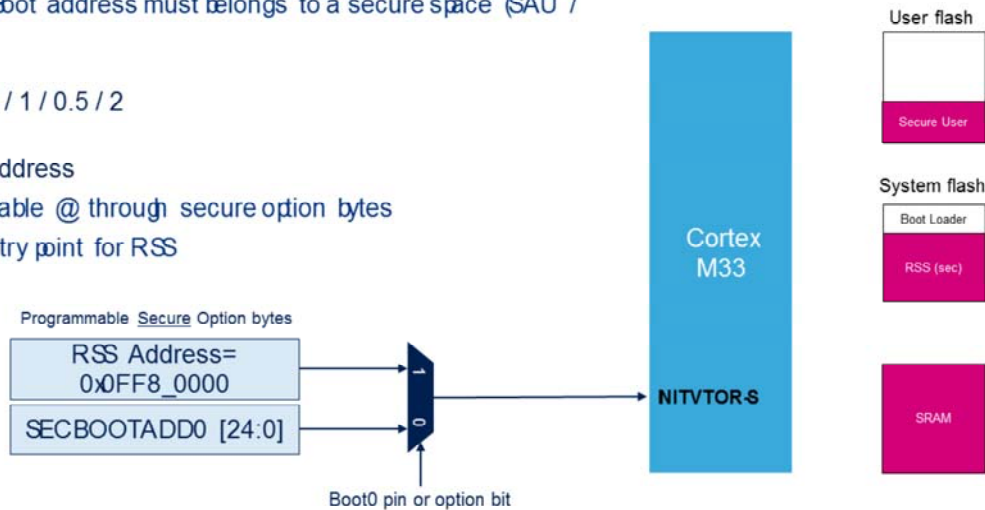 Boot address must belongs to a secure space (SAU /
/ 1 / 0.5 / 2
ddress
able @ through secure option bytes
try point for RSS
Programmable Secure Option bytes
RSS Address=
0x0FF8_0000
SECBOOTADD0 [24:0]
1
0
Boot0 pin or option bit
Cortex
M33
NITVTOR-S
User flash
Secure User
System flash
Boot Loader
RSS (sec)
SRAM